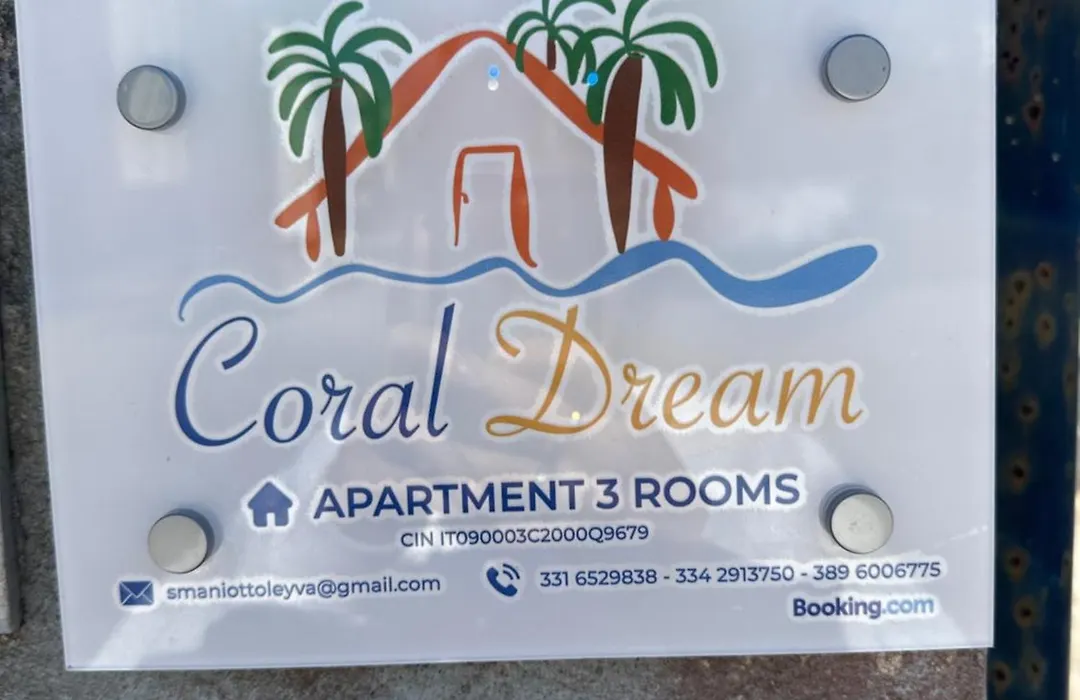 Coral Dream
APARTMENT 3 ROOMS
CIN IT090003C2000Q9679
smaniottoleyva@gmail.com
331 6529838 - 334 2913750 - 389 6006775
Booking.com